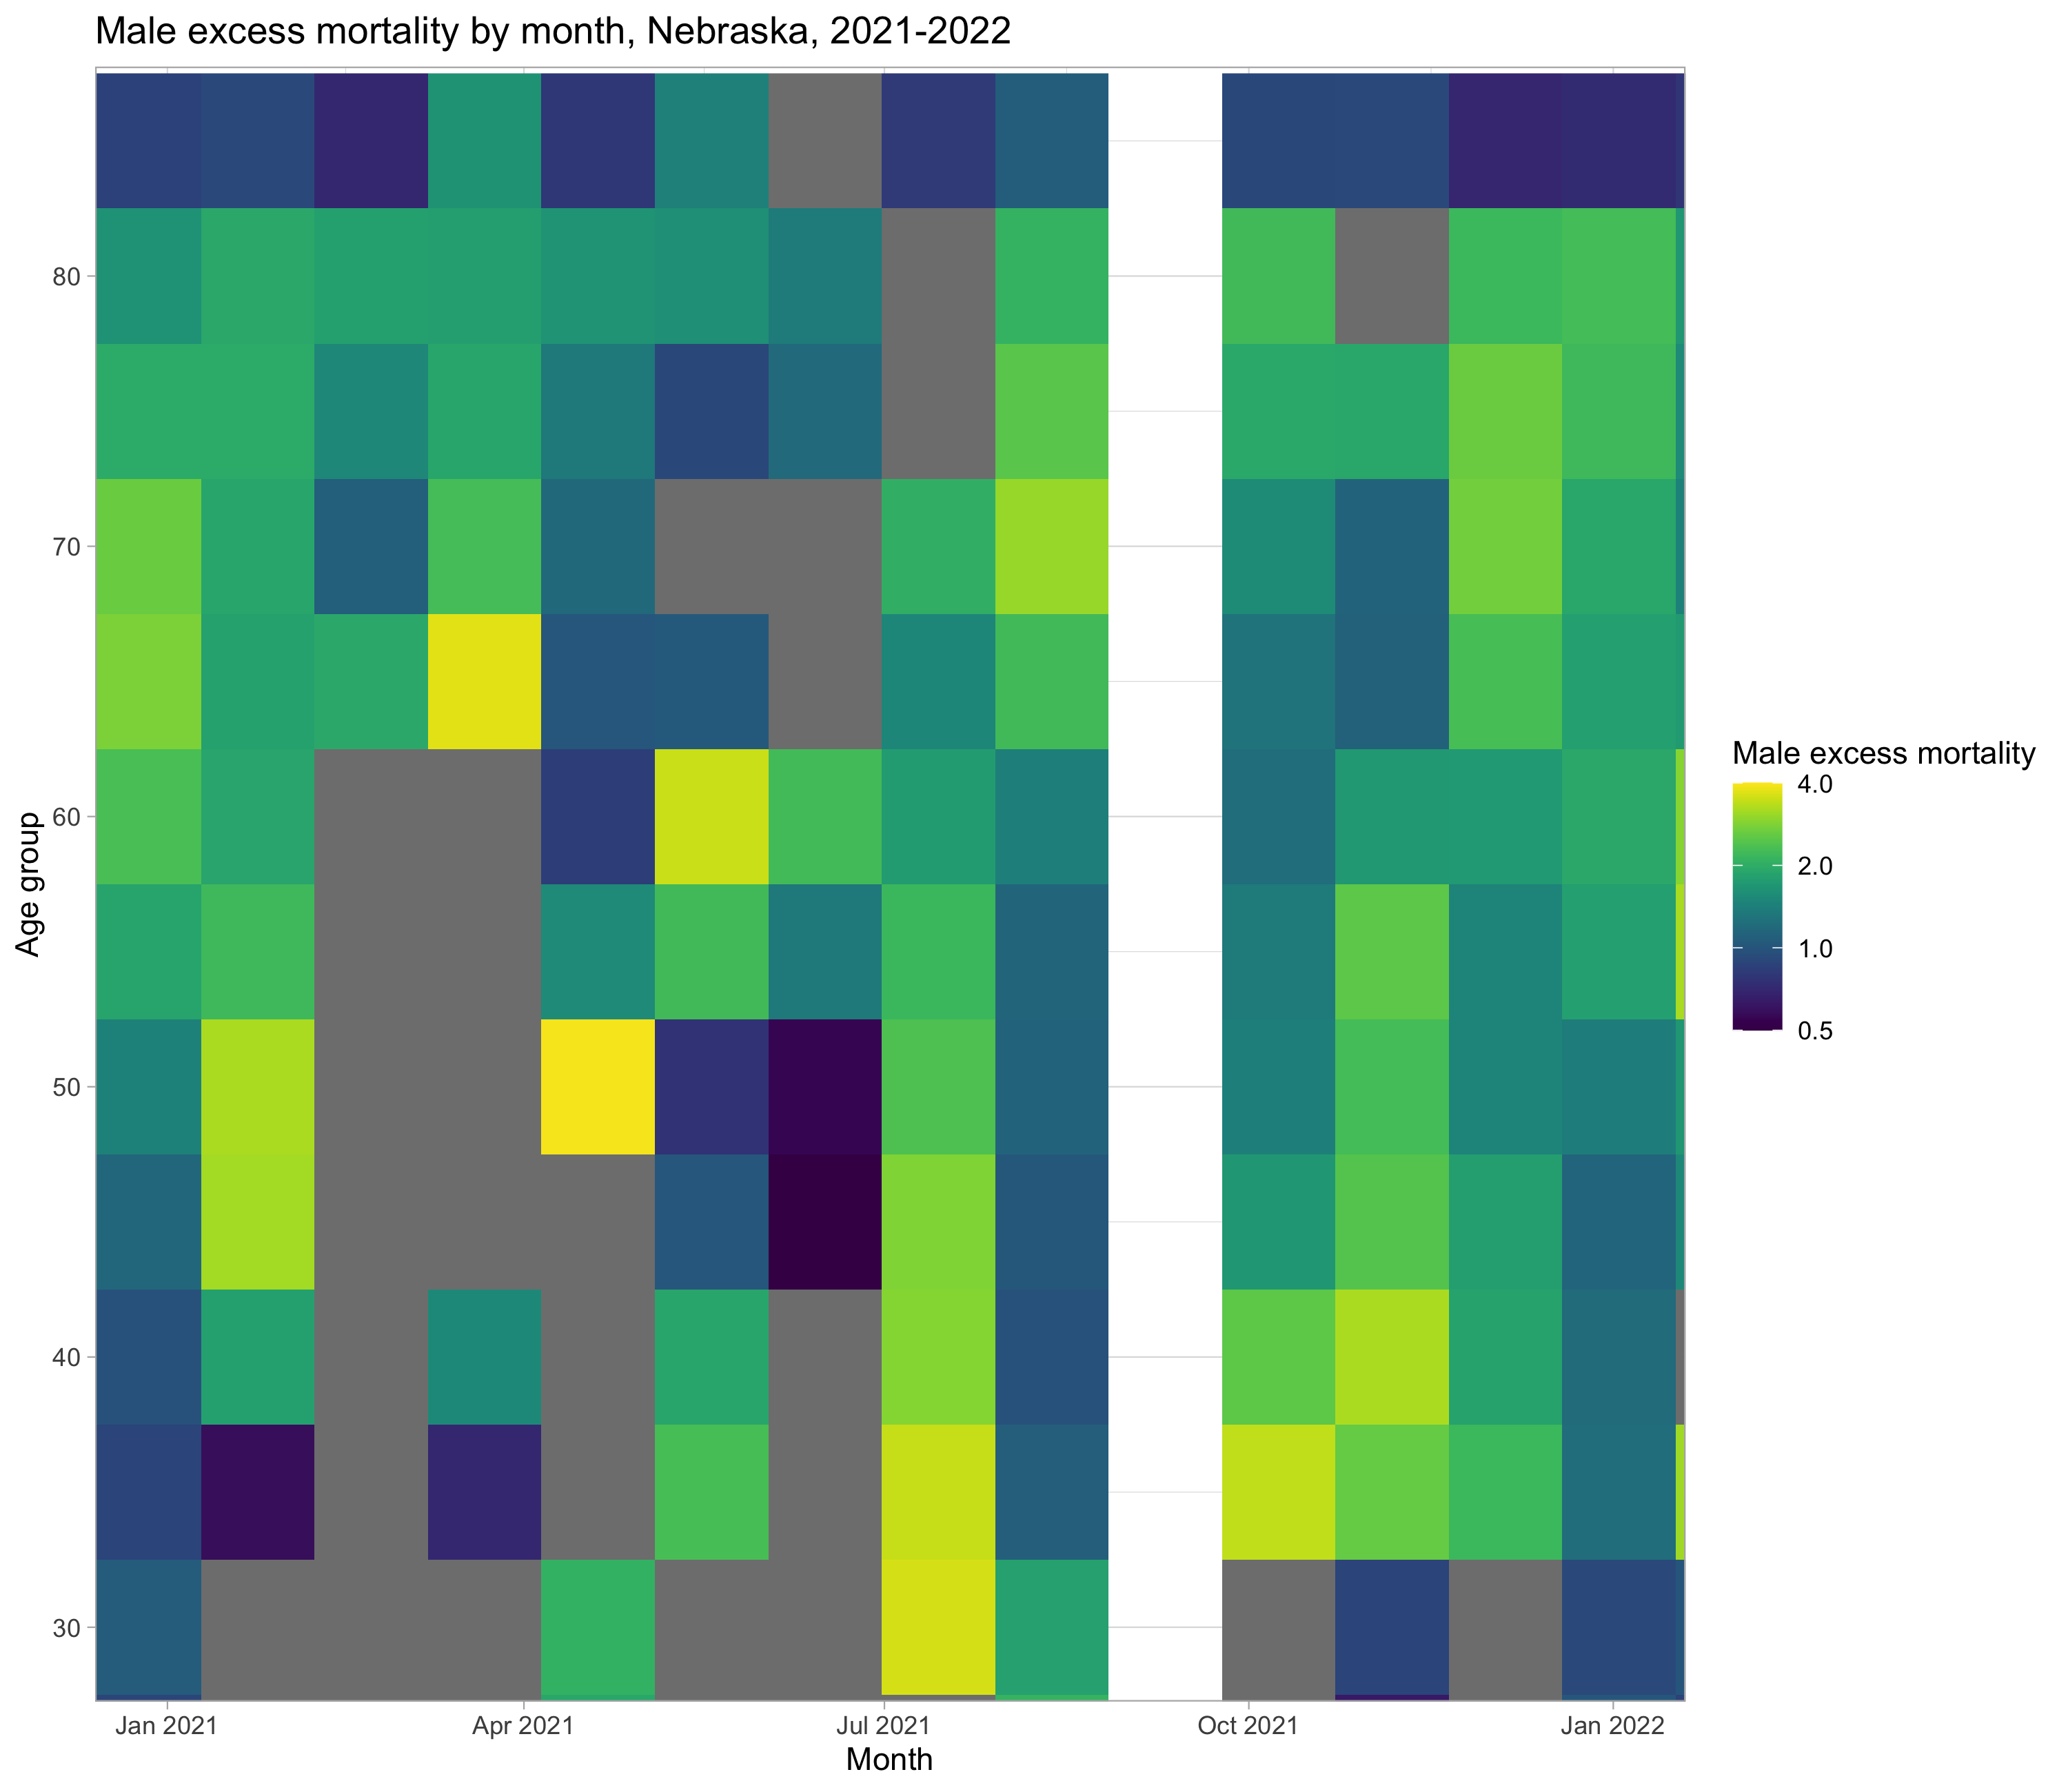 Male excess mortality by month, Nebraska, 2021-2022
Age group
80
70
60
50
40
30
Jan 2021
Apr 2021
Jul 2021
Oct 2021
Jan 2022
Month
Male excess mortality
4.0
2.0
1.0
0.5